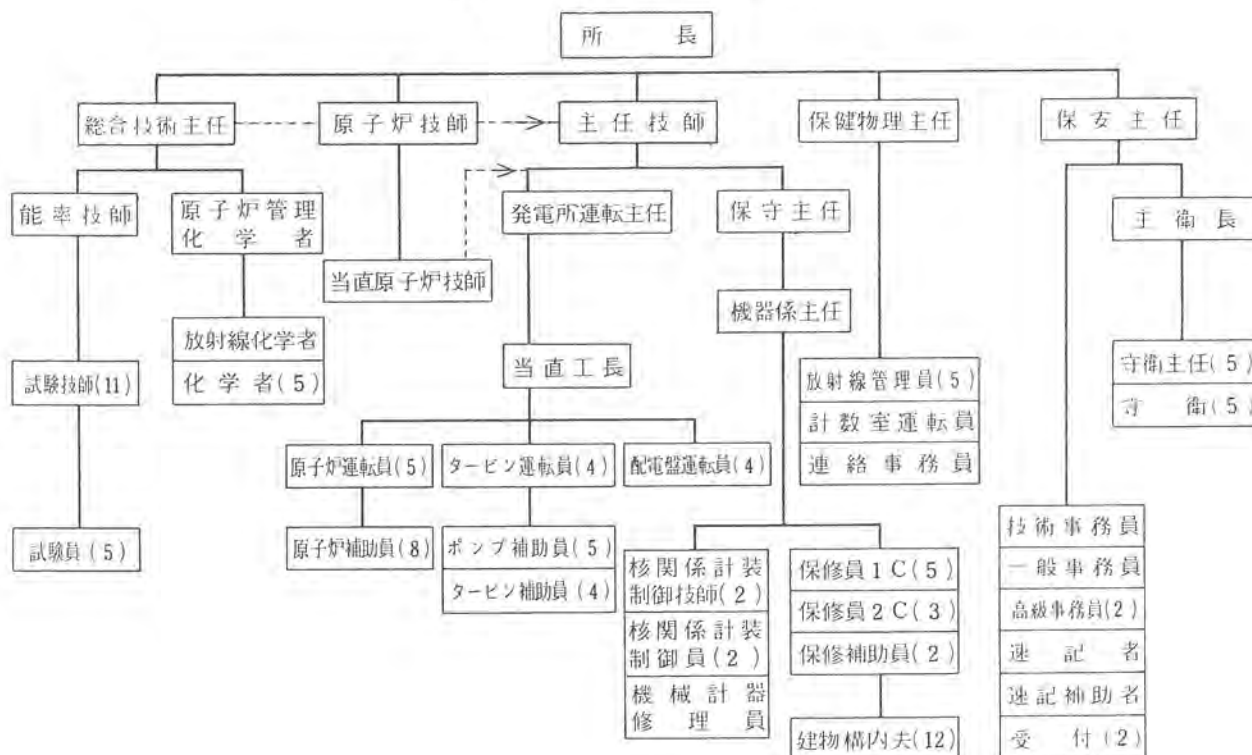 所長
総合技術主任
原子炉技師
主任技師
保健物理主任
保安主任
能率技師
原子炉管理
化学者
当直原子炉技師
発電所運転主任
保守主任
主衛長
機器係主任
放射線化学者
化学者(5)
試験技師(11)
当直工長
放射線管理員(5)
計数室運転員
連絡事務員
守衛主任(5)
守衛(5)
原子炉運転員(5)
タービン運転員(4)
配電盤運転員(4)
試験員(5)
原子炉補助員(8)
ポンプ補助員(5)
タービン補助員(4)
核関係計装
制御技師(2)
核関係計装
制御員(2)
機械計器
修理員
保修員1C(5)
保修員2C(3)
保修補助員(2)
建物構内夫(12)
技術事務員
一般事務員
高級事務員(2)
速記者
速記補助者
受付(2)